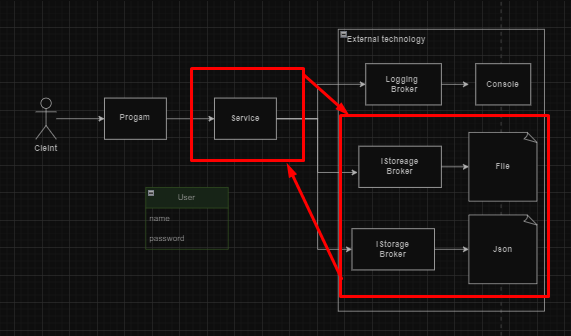 External technology
Logging
Broker
Console
Progam
Service
Cleint
IStoreage
Broker
File
User
name
password
IStorage
Broker
Json